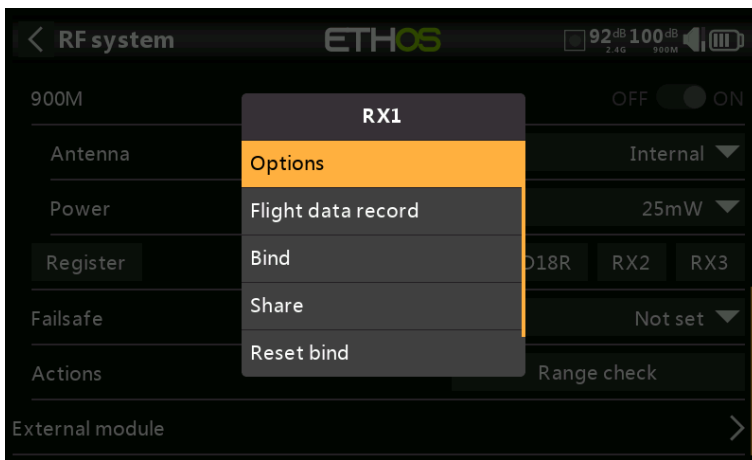 RF system ETHOS 92dB 2.4G 100dB 900M
900M OFF ON
RX1
Antenna Internal
Options
Power 25mW
Flight data record
Register Bind D18R RX2 RX3
Share
Failsafe Not set
Reset bind
Actions Range check
External module